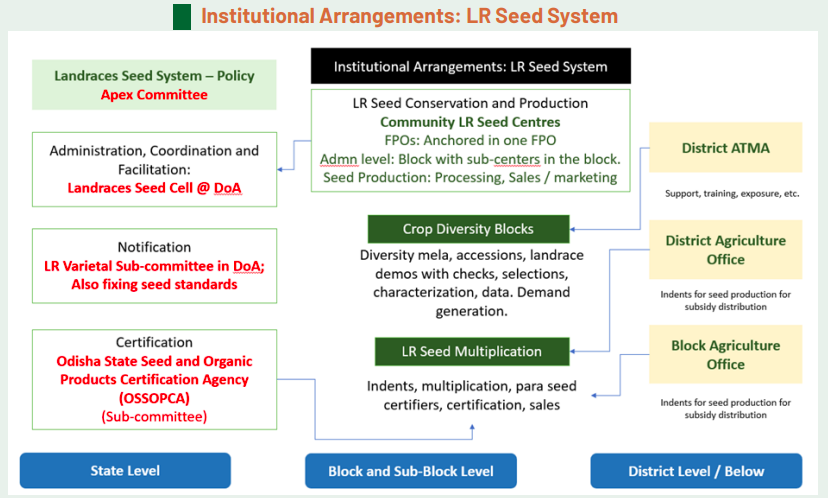 Institutional Arrangements: LR Seed System
Landraces Seed System – Policy
Apex Committee
Administration, Coordination and
Facilitation:
Landraces Seed Cell @ DoA
Notification
LR Varietal Sub-committee in DoA;
Also fixing seed standards
Certification
Odisha State Seed and Organic
Products Certification Agency
(OSSOPCA)
(Sub-committee)
State Level
Institutional Arrangements: LR Seed System
LR Seed Conservation and Production
Community LR Seed Centres
FPOs: Anchored in one FPO
Admn level: Block with sub-centers in the block.
Seed Production: Processing, Sales / marketing
Crop Diversity Blocks
Diversity mela, accessions, landrace
demos with checks, selections,
characterization, data. Demand
generation.
LR Seed Multiplication
Indents, multiplication, para seed
certifiers, certification, sales
Block and Sub-Block Level
District ATMA
Support, training, exposure, etc.
District Agriculture
Office
Indents for seed production for
subsidy distribution
Block Agriculture
Office
Indents for seed production for
subsidy distribution
District Level / Below